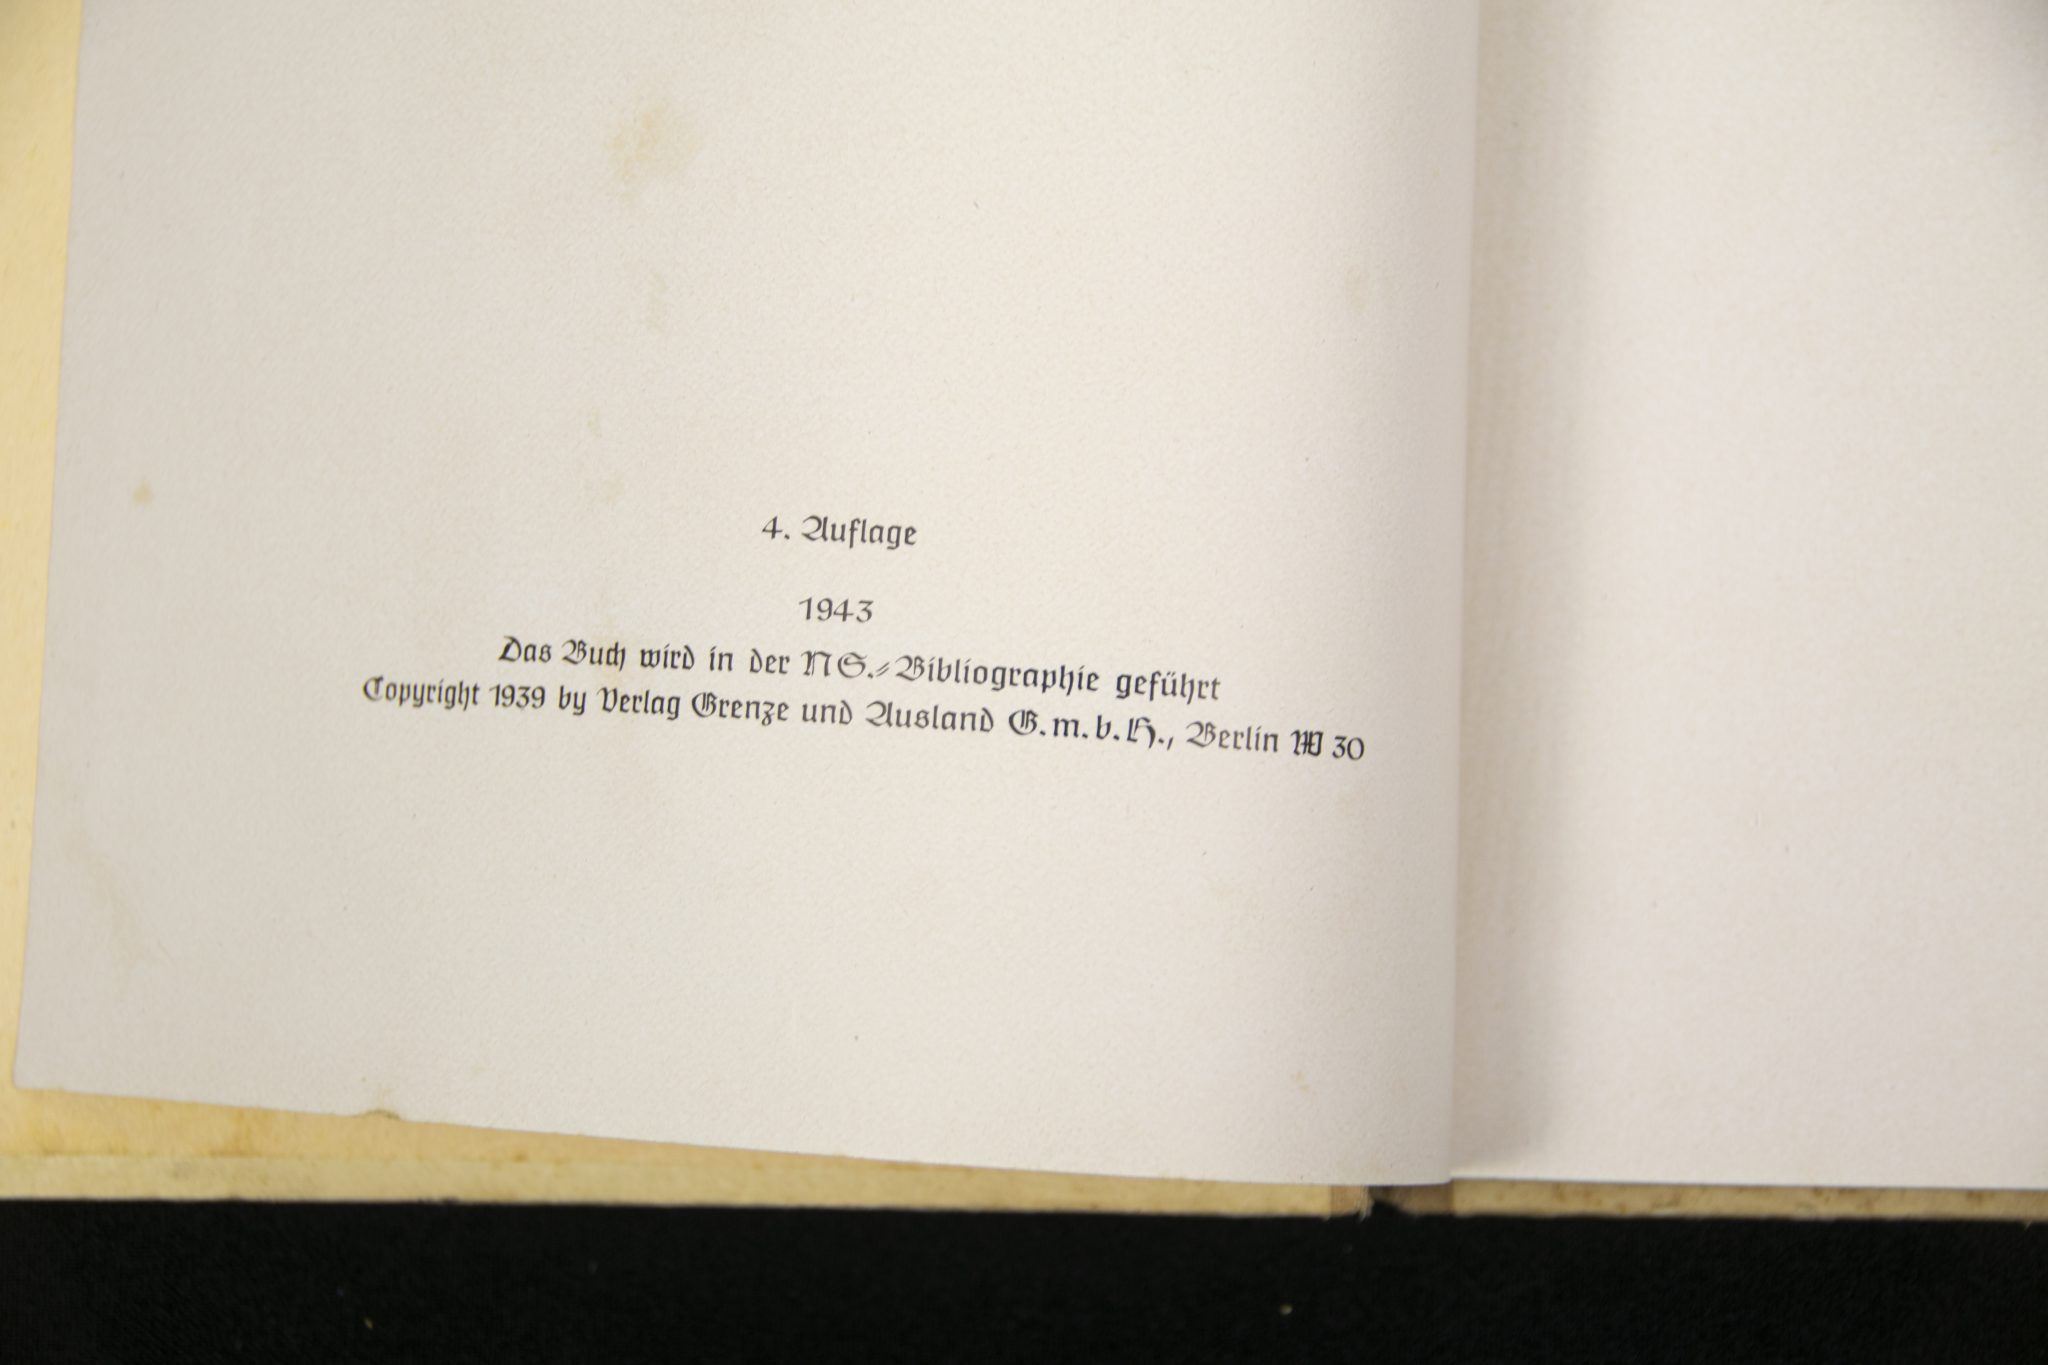 4. Auflage
1943
Das Buch wird in der NS.-Bibliographie geführt
Copyright 1939 by Verlag Grenze und Ausland G.m.b.H., Berlin W 30